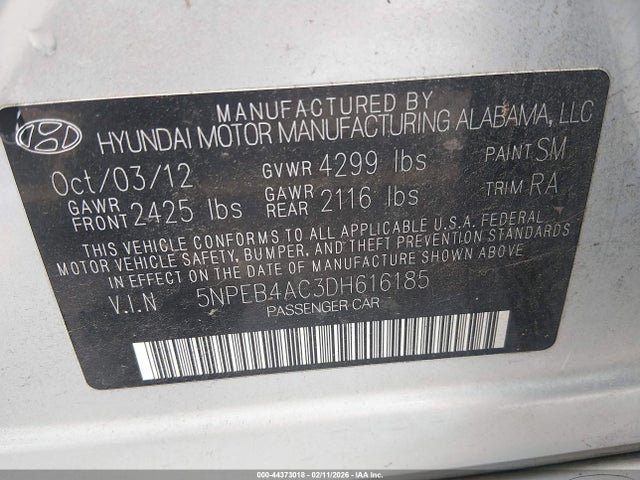 MANUFACTURED BY
HYUNDAI MOTOR MANUFACTURING ALABAMA, LLC
Oct/03/12 GVWR 4299 lbs PAINT SM
GAWR FRONT 2425 lbs GAWR REAR 2116 lbs TRIM RA
THIS VEHICLE CONFORMS TO ALL APPLICABLE U.S.A. FEDERAL
MOTOR VEHICLE SAFETY, BUMPER, AND THEFT PREVENTION STANDARDS
IN EFFECT ON THE DATE OF MANUFACTURE SHOWN ABOVE.
V.I.N 5NPEB4AC3DH616185
PASSENGER CAR
000-44373018 - 02/11/2026 - IAA Inc.